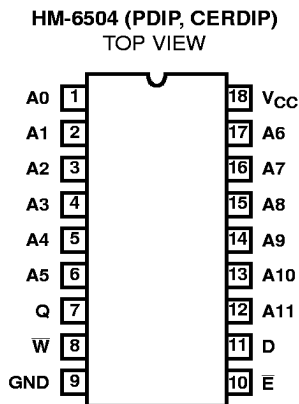 HM-6504 (PDIP, CERDIP)
TOP VIEW
A0 1 18 VCC
A1 2 17 A6
A2 3 16 A7
A3 4 15 A8
A4 5 14 A9
A5 6 13 A10
Q 7 12 A11
W̅ 8 11 D
GND 9 10 E̅